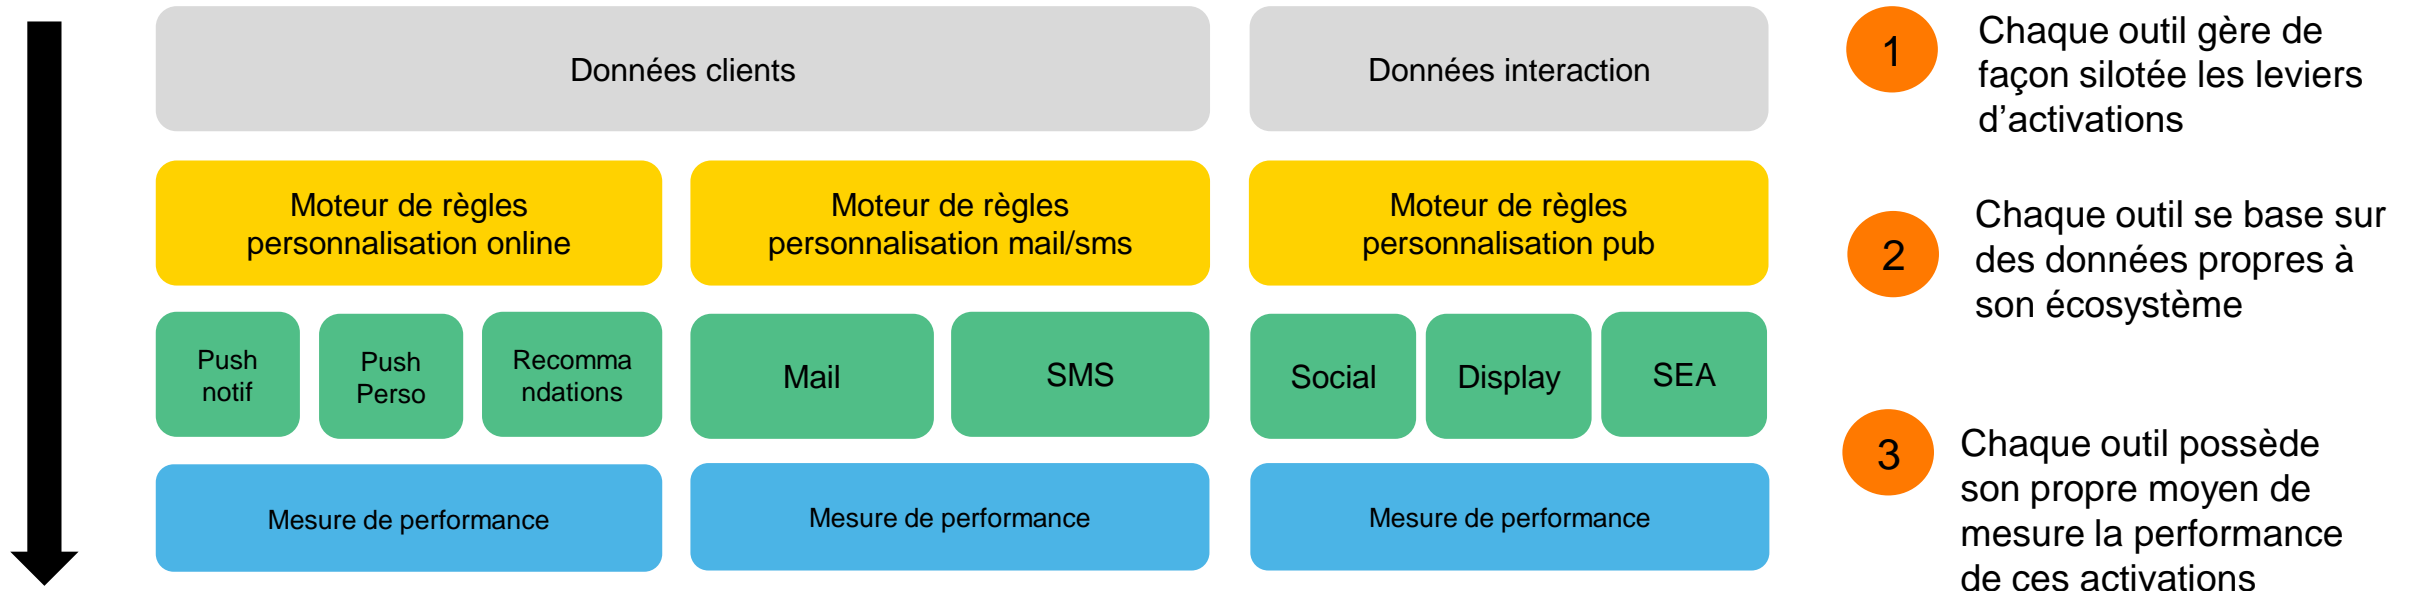 Données clients
Données interaction
Moteur de règles
personnalisation online
Moteur de règles
personnalisation mail/sms
Moteur de règles
personnalisation pub
Push
notif
Push
Perso
Recomma
ndations
Mail
SMS
Social
Display
SEA
Mesure de performance
Mesure de performance
Mesure de performance
1
Chaque outil gère de
façon silotée les leviers
d’activations
2
Chaque outil se base sur
des données propres à
son écosystème
3
Chaque outil possède
son propre moyen de
mesure la performance
de ces activations